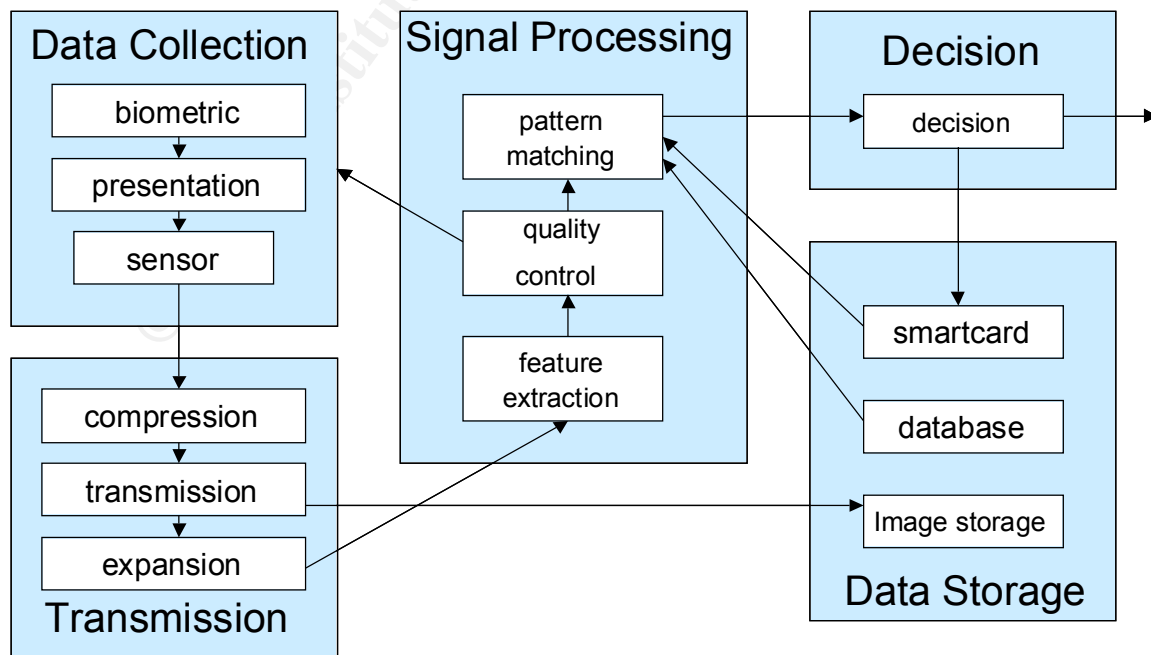 Data Collection
biometric
presentation
sensor
Transmission
compression
transmission
expansion
Signal Processing
pattern
matching
quality
control
feature
extraction
Decision
decision
smartcard
database
Image storage
Data Storage